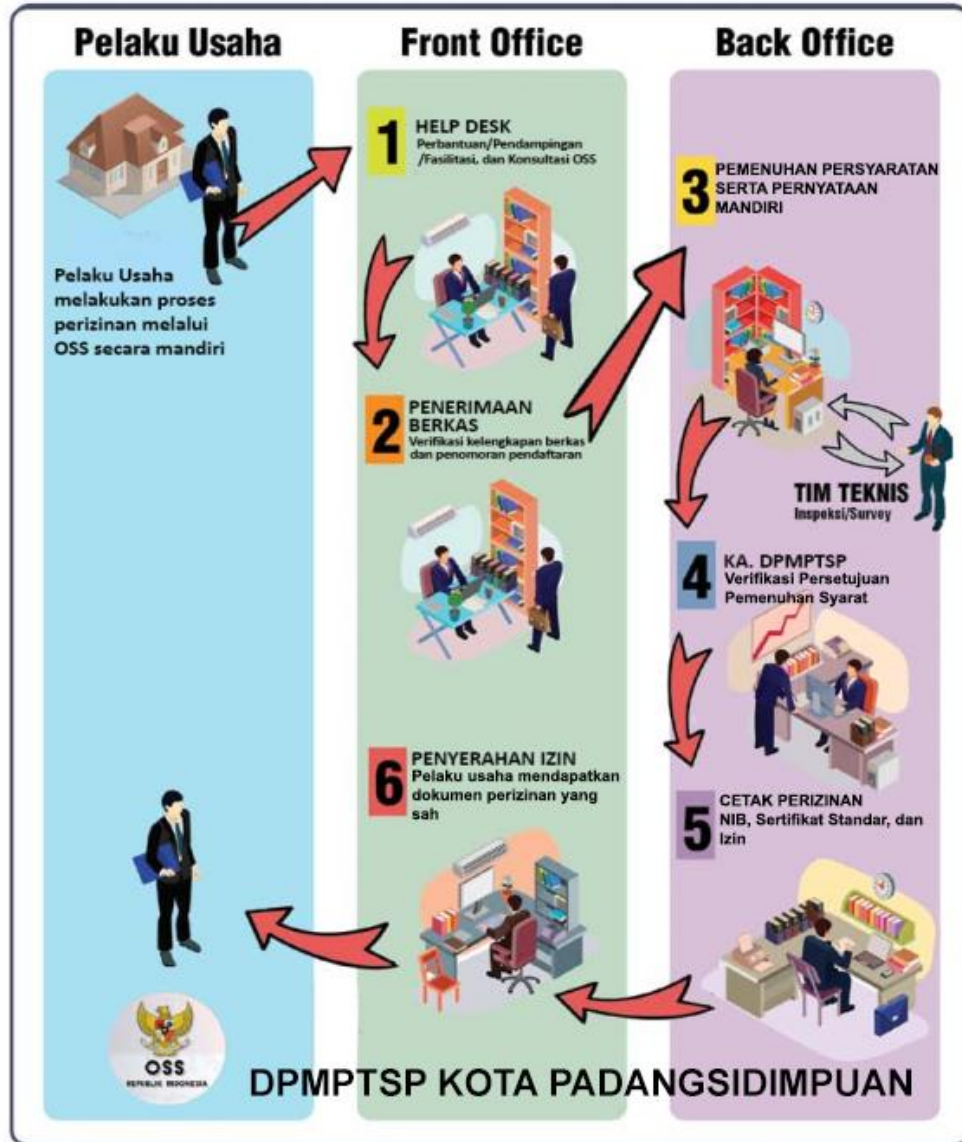 Pelaku Usaha
Pelaku Usaha
melakukan proses
perizinan melalui
OSS secara mandiri
OSS
REPUBLIK INDONESIA
Front Office
1
HELP DESK
Perbantuan/Pendampingan
/Fasilitasi, dan Konsultasi OSS
2
PENERIMAAN
BERKAS
Verifikasi kelengkapan berkas
dan penomoran pendaftaran
Back Office
3
PEMENUHAN PERSYARATAN
SERTA PERNYATAAN
MANDIRI
TIM TEKNIS
Inspeksi/Survey
4
KA. DPMPTSP
Verifikasi Persetujuan
Pemenuhan Syarat
5
CETAK PERIZINAN
NIB, Sertifikat Standar, dan
Izin
6
PENYERAHAN IZIN
Pelaku usaha mendapatkan
dokumen perizinan yang
sah
DPMPTSP KOTA PADANGSIDIMPUAN